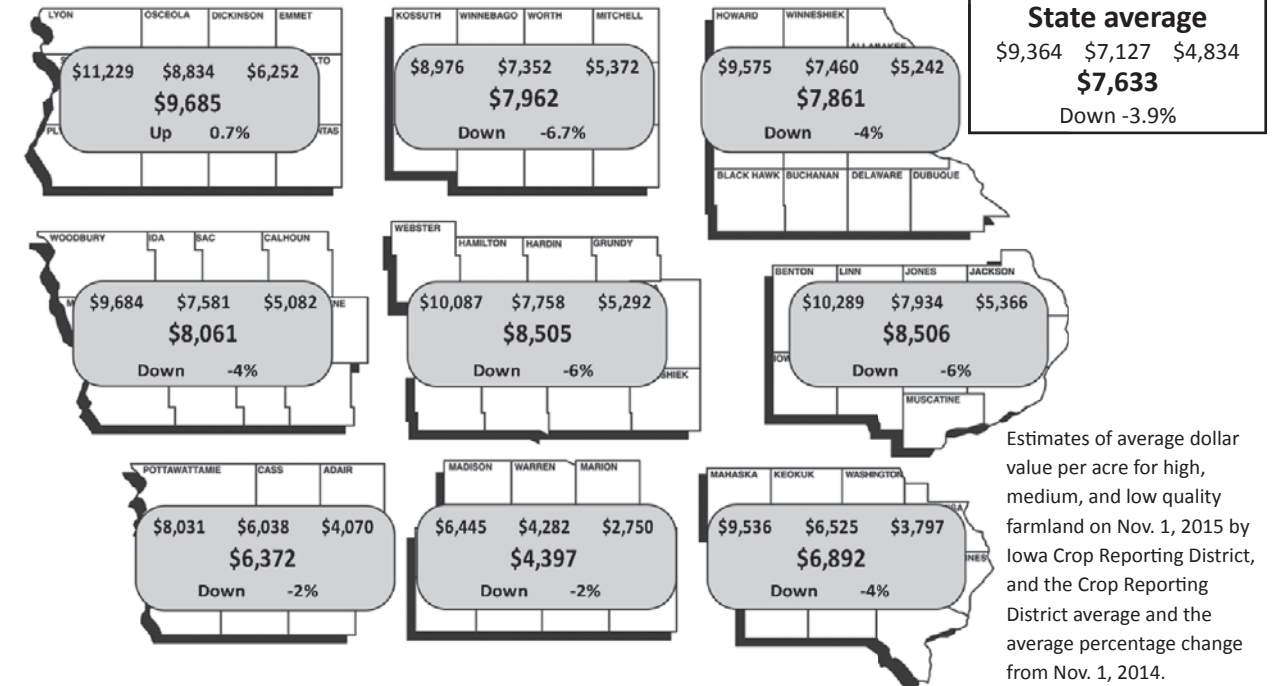 LYON OSCEOLA DICKINSON EMMET
LTO
$11,229 $8,834 $6,252
$9,685
Up 0.7%
PL NTAS
KOSSUTH WINNEBAGO WORTH MITCHELL
$8,976 $7,352 $5,372
$7,962
Down -6.7%
HOWARD WINNESHIEK
ALLAMAKEE
$9,575 $7,460 $5,242
$7,861
Down -4%
BLACK HAWK BUCHANAN DELAWARE DUBUQUE
State average
$9,364 $7,127 $4,834
$7,633
Down -3.9%
WOODBURY IDA SAC CALHOUN
M NE
$9,684 $7,581 $5,082
$8,061
Down -4%
WEBSTER
HAMILTON HARDIN GRUNDY
$10,087 $7,758 $5,292
$8,505
Down -6%
SHIEK
BENTON LINN JONES JACKSON
$10,289 $7,934 $5,366
$8,506
IOW
Down -6%
MUSCATINE
POTTAWATTAMIE CASS ADAIR
$8,031 $6,038 $4,070
$6,372
Down -2%
MADISON WARREN MARION
$6,445 $4,282 $2,750
$4,397
Down -2%
MAHASKA KEOKUK WASHINGTON
$9,536 $6,525 $3,797
$6,892
INES
Down -4%
Estimates of average dollar
value per acre for high,
medium, and low quality
farmland on Nov. 1, 2015 by
Iowa Crop Reporting District,
and the Crop Reporting
District average and the
average percentage change
from Nov. 1, 2014.